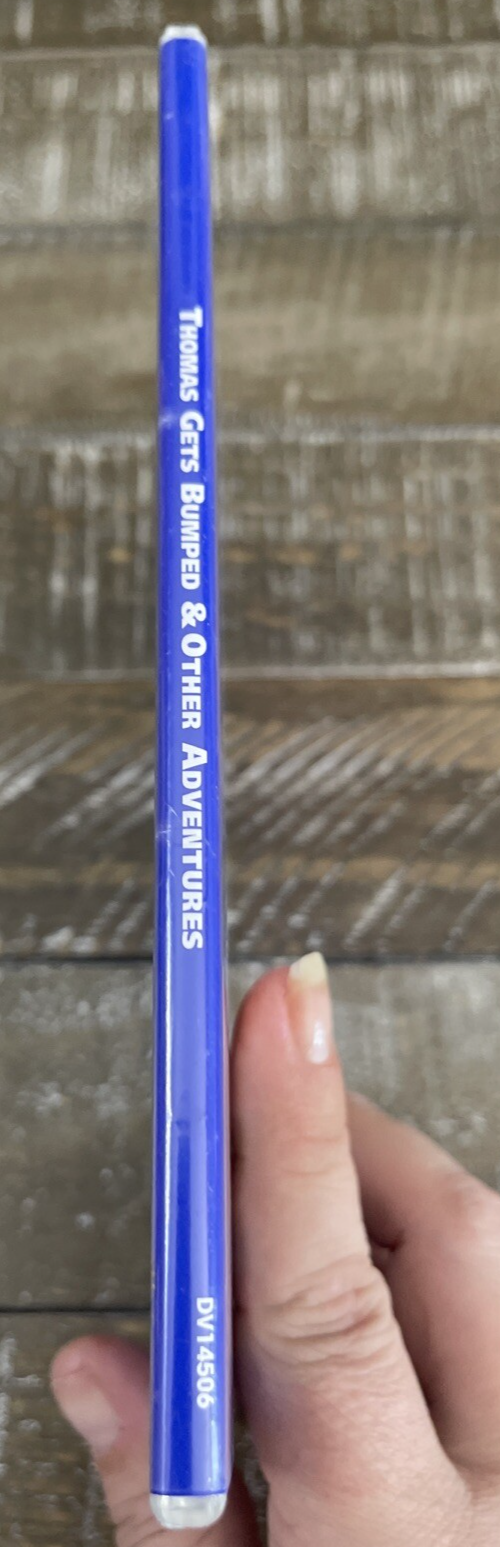 THOMAS GETS BUMPED & OTHER ADVENTURES
DV14506